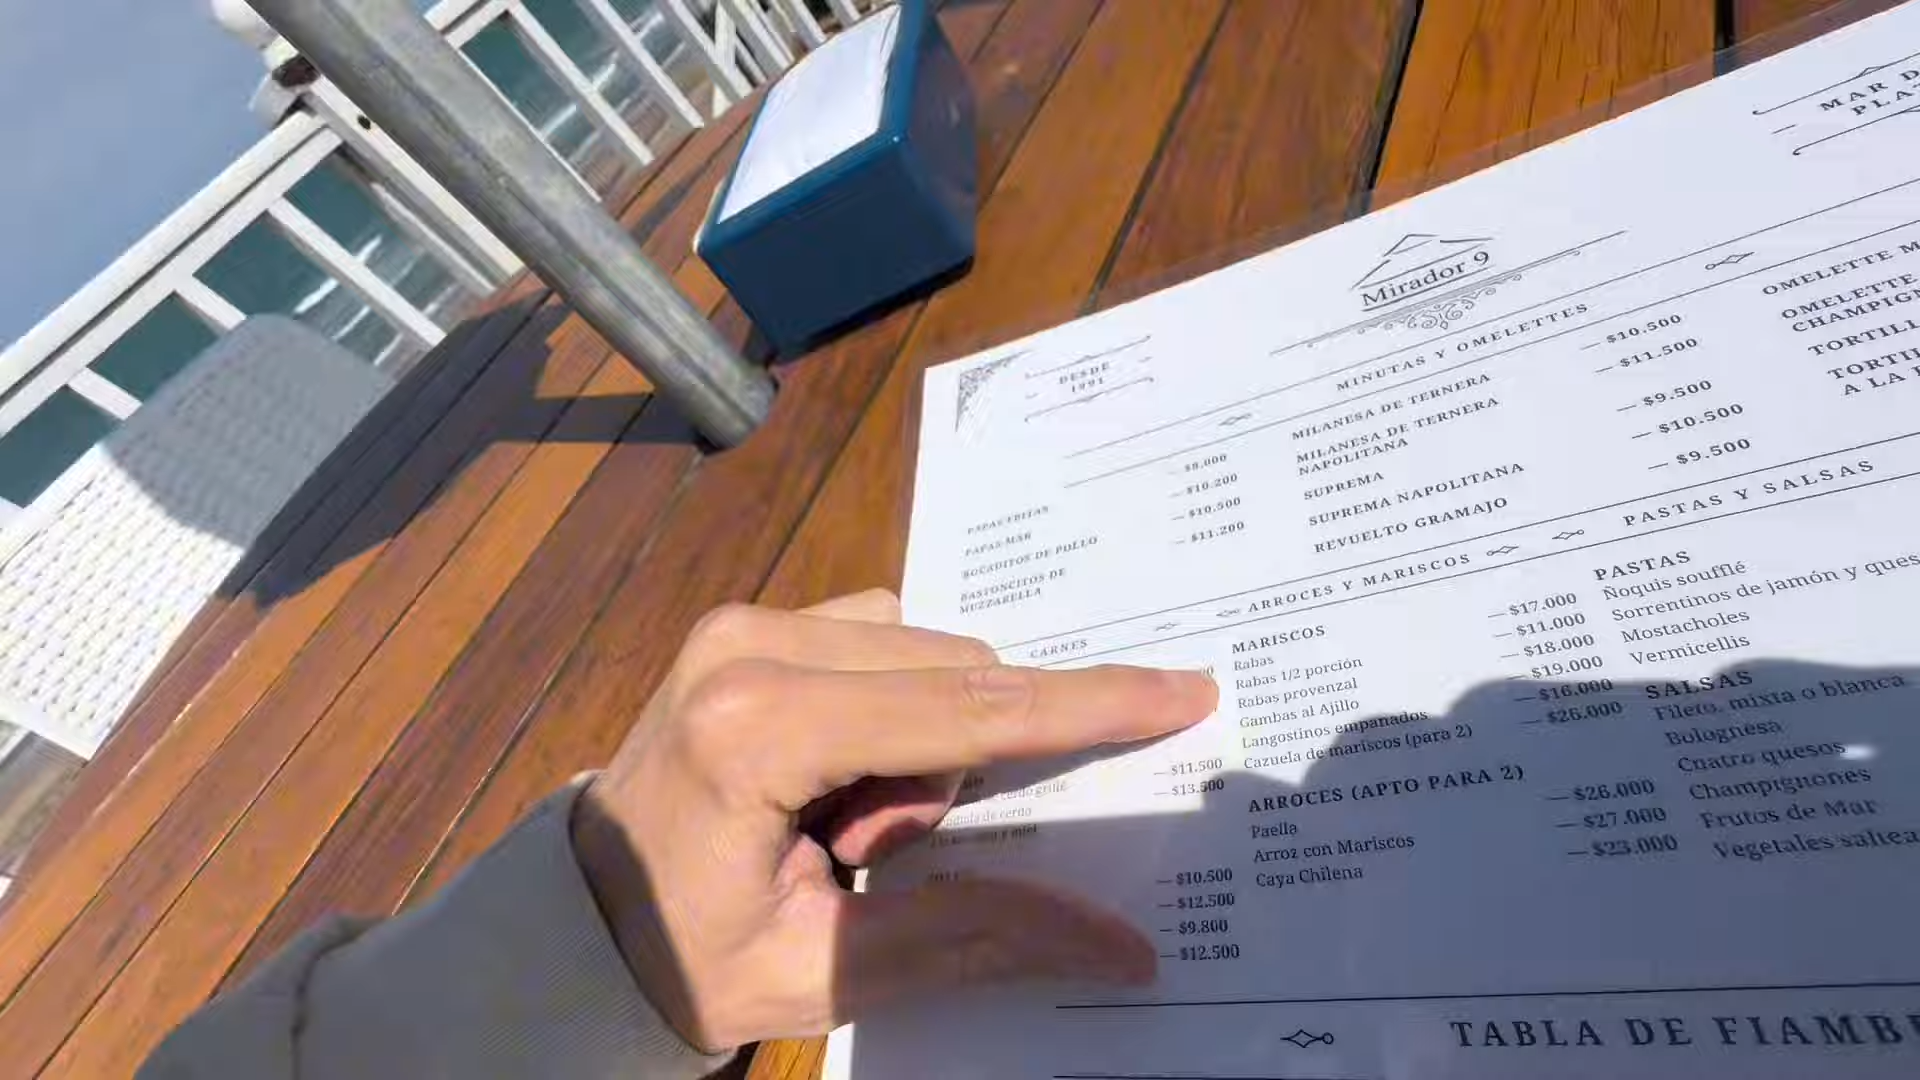 MAR D
PLAT
Mirador 9
DESDE
1991
MINUTAS Y OMELETTES
PAPAS FRITAS — $8.000
PAPAS MAR — $10.200
BOCADITOS DE POLLO — $10.500
BASTONCITOS DE — $11.200
MUZZARELLA
MILANESA DE TERNERA — $10.500
MILANESA DE TERNERA — $11.500
NAPOLITANA
SUPREMA — $9.500
SUPREMA NAPOLITANA — $10.500
REVUELTO GRAMAJO — $9.500
OMELETTE
OMELETTE
CHAMPIGN
TORTILL
TORTIL
A LA
CARNES
— $11.500
— $13.500
— $10.500
— $12.500
— $9.800
— $12.500
ARROCES Y MARISCOS
MARISCOS
Rabas — $17.000
Rabas 1/2 porción — $11.000
Rabas provenzal — $18.000
Gambas al Ajillo — $19.000
Langostinos empanados — $16.000
Cazuela de mariscos (para 2) — $26.000
ARROCES (APTO PARA 2)
Paella — $26.000
Arroz con Mariscos — $27.000
Caya Chilena — $23.000
PASTAS Y SALSAS
PASTAS
Ñoquis soufflé
Sorrentinos de jamón y ques
Mostacholes
Vermicellis
SALSAS
Fileto, mixta o blanca
Bolognesa
Cuatro quesos
Champignones
Frutos de Mar
Vegetales saltea
TABLA DE FIAMB